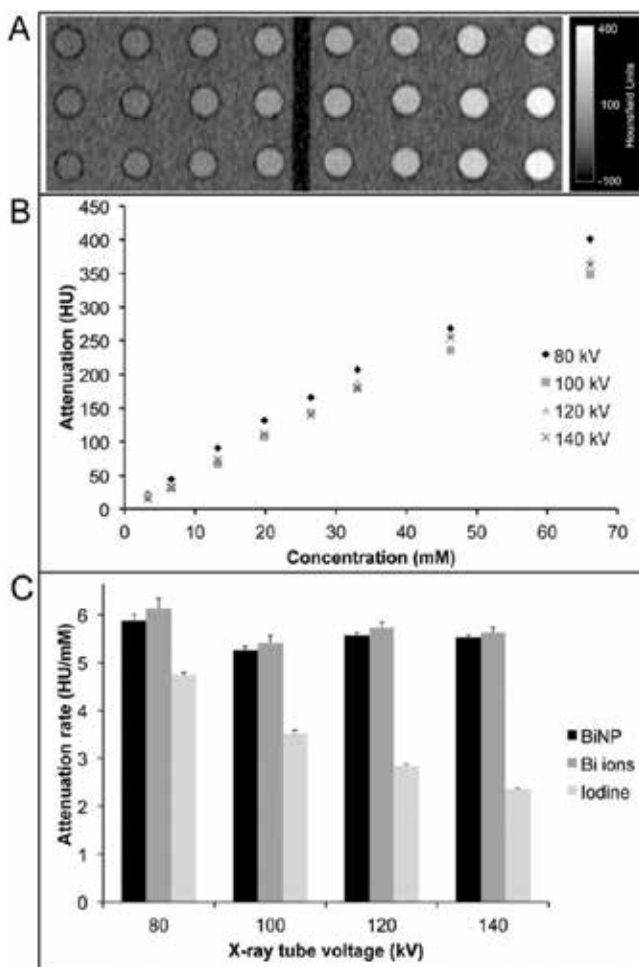 A
400
100
-100
Hounsfield Units
B
Attenuation (HU)
450
400
350
300
250
200
150
100
50
0
0 10 20 30 40 50 60 70
Concentration (mM)
80 kV
100 kV
120 kV
140 kV
C
Attenuation rate (HU/mM)
6
5
4
3
2
1
0
80 100 120 140
X-ray tube voltage (kV)
BiNP
Bi ions
Iodine